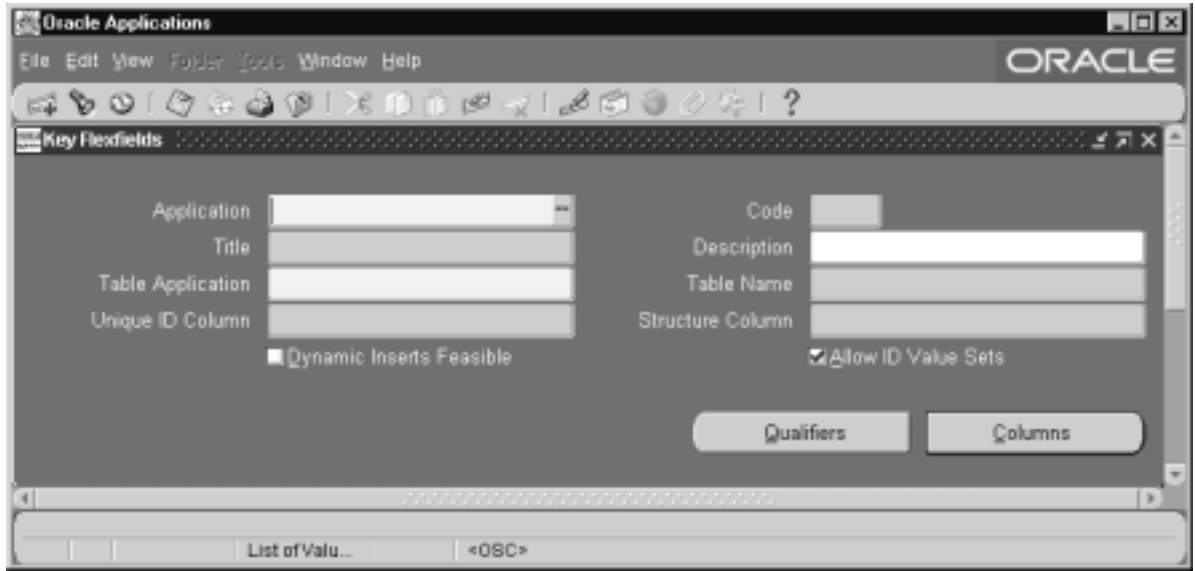 Oracle Applications
File Edit View Folder Tools Window Help
ORACLE
Key Flexfields
Application
Code
Title
Description
Table Application
Table Name
Unique ID Column
Structure Column
Dynamic Inserts Feasible
Allow ID Value Sets
Qualifiers
Columns
List of Valu...
<OSC>